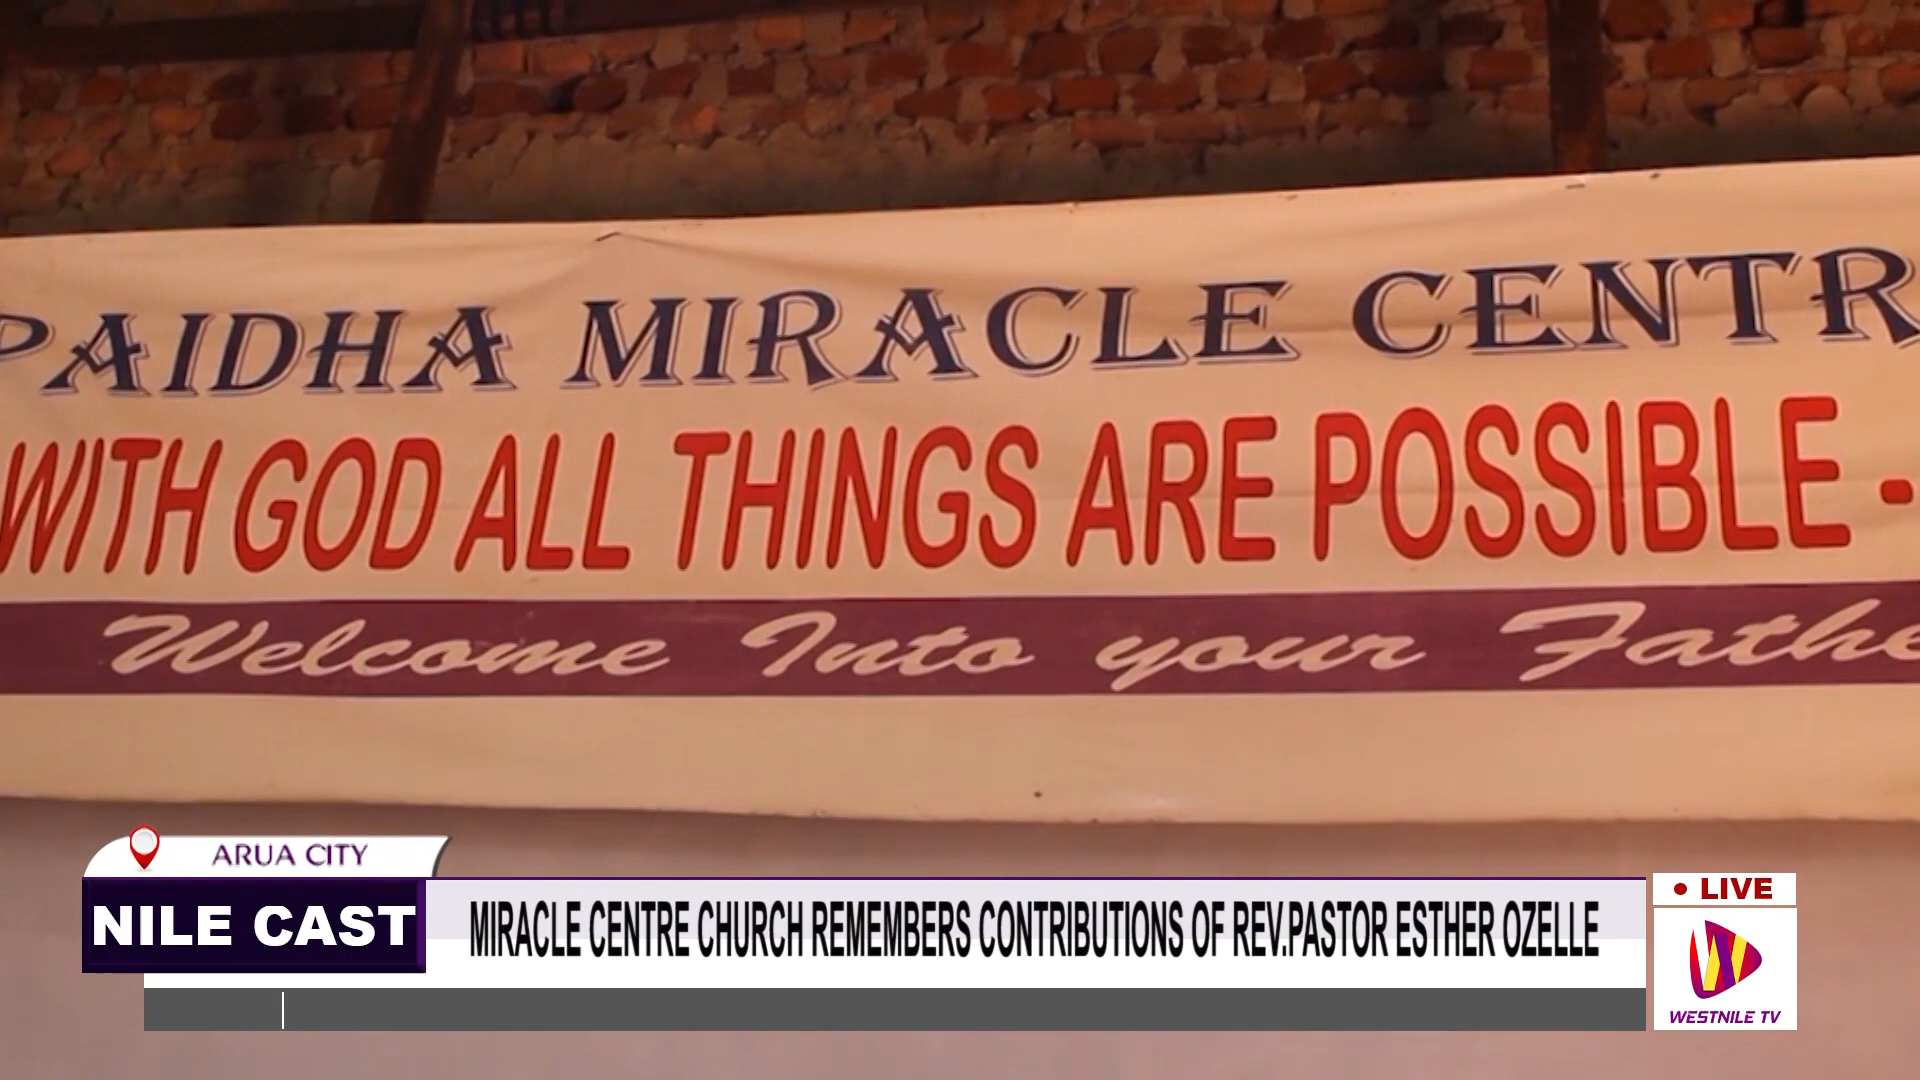 PAIDHA MIRACLE CENTR
WITH GOD ALL THINGS ARE POSSIBLE -
Welcome Into your Fathe
ARUA CITY
NILE CAST
MIRACLE CENTRE CHURCH REMEMBERS CONTRIBUTIONS OF REV.PASTOR ESTHER OZELLE
• LIVE
WESTNILE TV